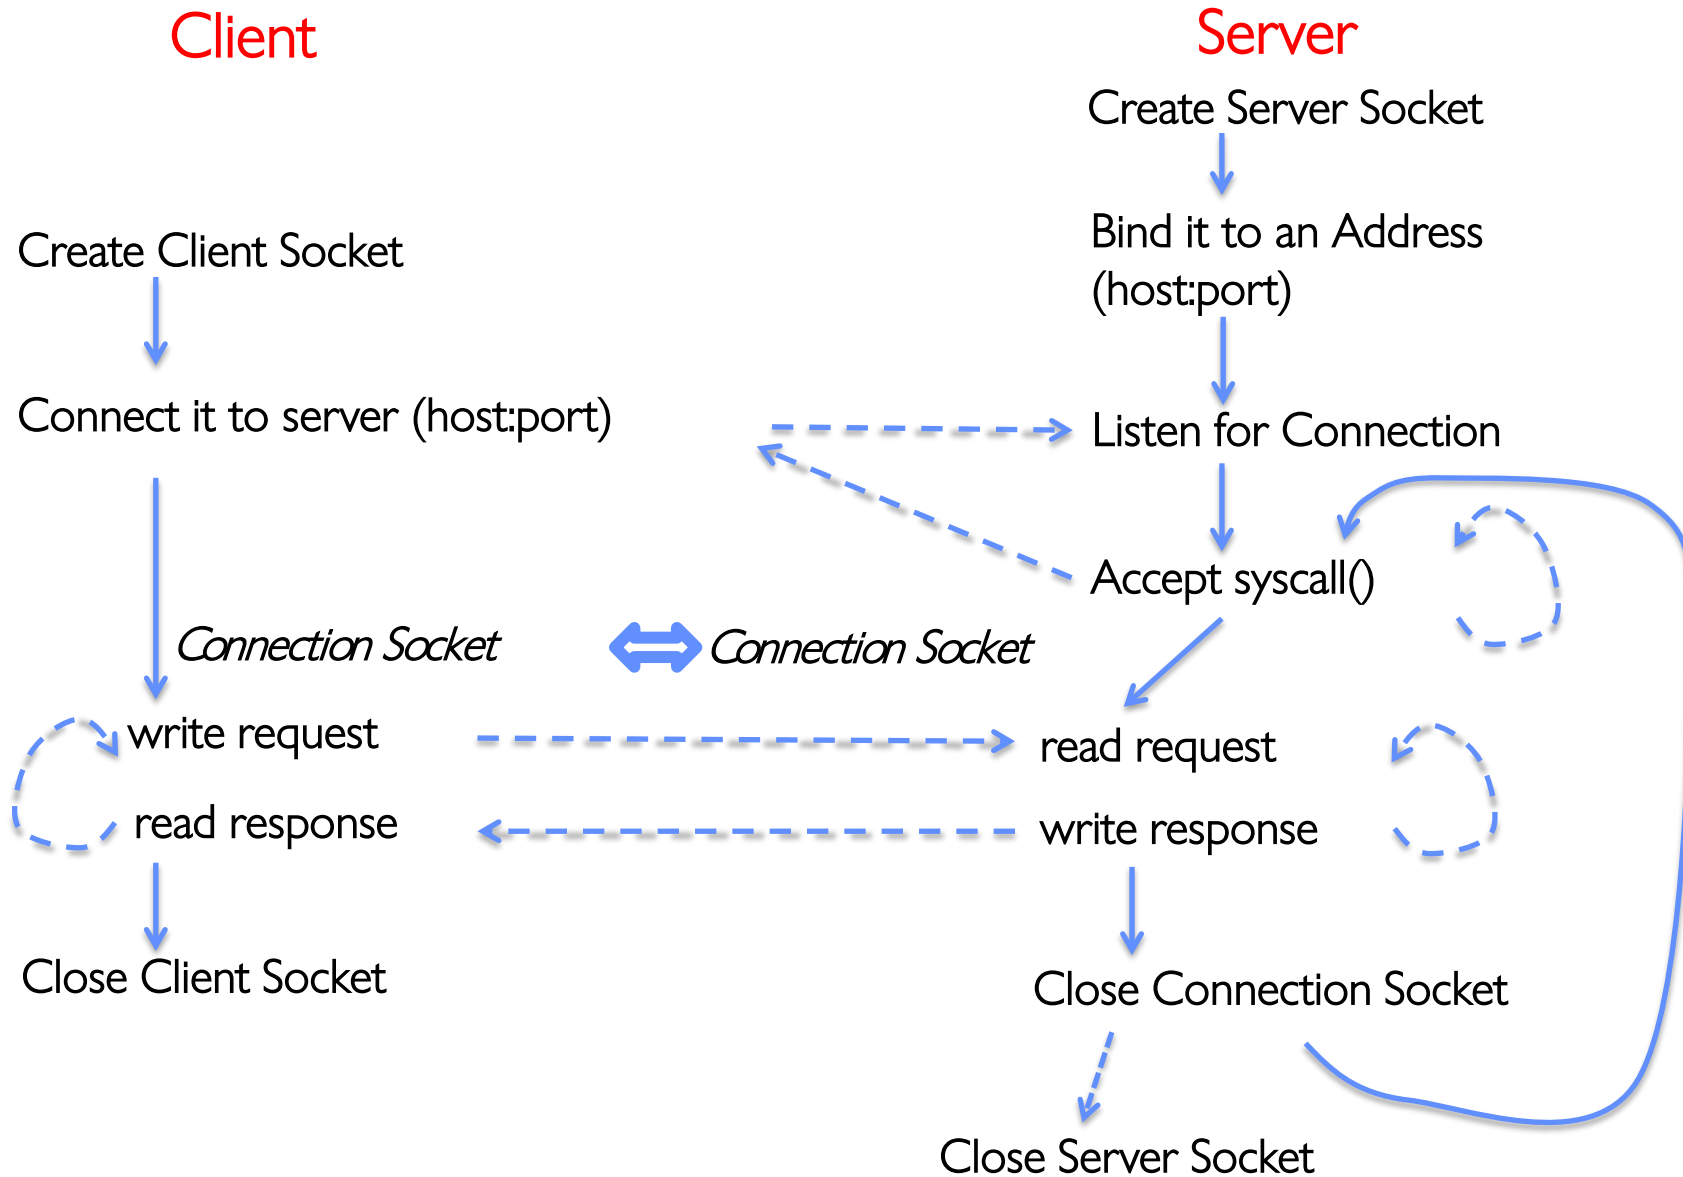 Client
Server
Create Server Socket
Bind it to an Address
(host:port)
Create Client Socket
Connect it to server (host:port)
Listen for Connection
Accept syscall()
Connection Socket
Connection Socket
write request
read request
read response
write response
Close Client Socket
Close Connection Socket
Close Server Socket